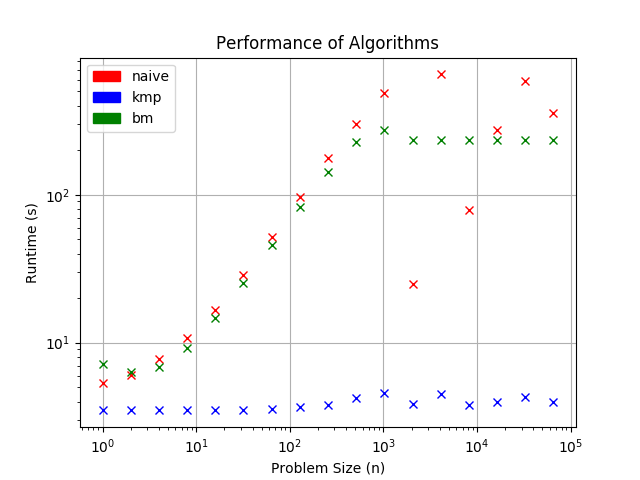 Performance of Algorithms
naive
kmp
bm
Runtime (s)
10²
10¹
10⁰ 10¹ 10² 10³ 10⁴ 10⁵
Problem Size (n)